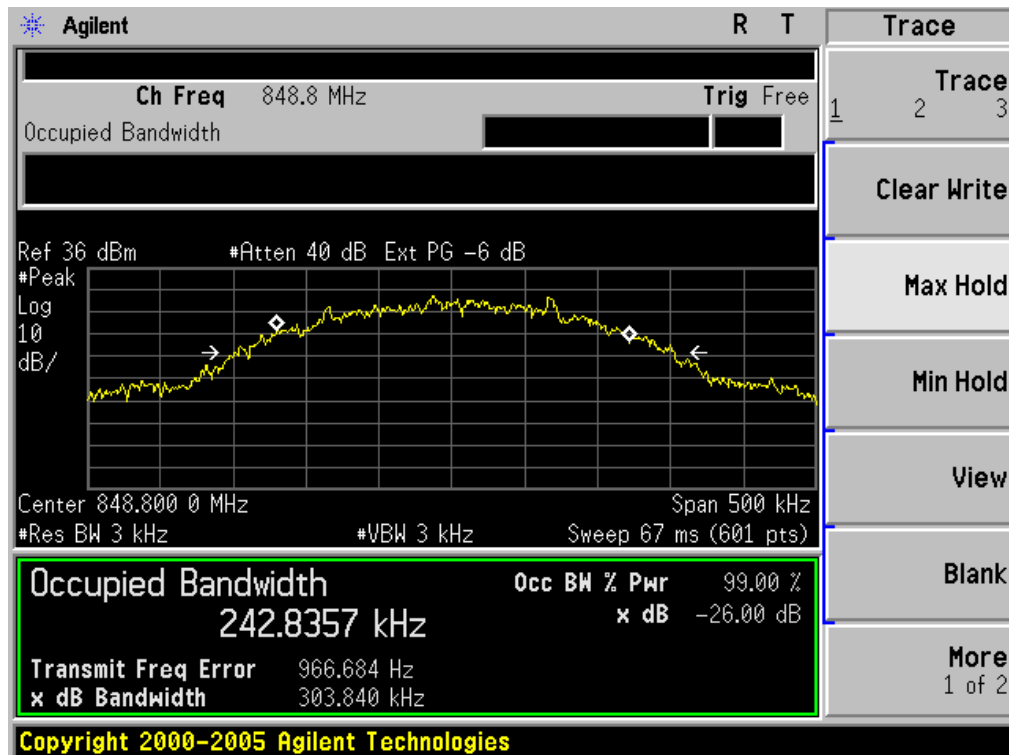 Agilent R T
Ch Freq 848.8 MHz Trig Free
Occupied Bandwidth
Ref 36 dBm #Atten 40 dB Ext PG -6 dB
#Peak
Log
10
dB/
Center 848.800 0 MHz Span 500 kHz
#Res BW 3 kHz #VBW 3 kHz Sweep 67 ms (601 pts)
Occupied Bandwidth Occ BW % Pwr 99.00 %
242.8357 kHz x dB -26.00 dB
Transmit Freq Error 966.684 Hz
x dB Bandwidth 303.840 kHz
Copyright 2000-2005 Agilent Technologies
Trace
Trace
1 2 3
Clear Write
Max Hold
Min Hold
View
Blank
More
1 of 2